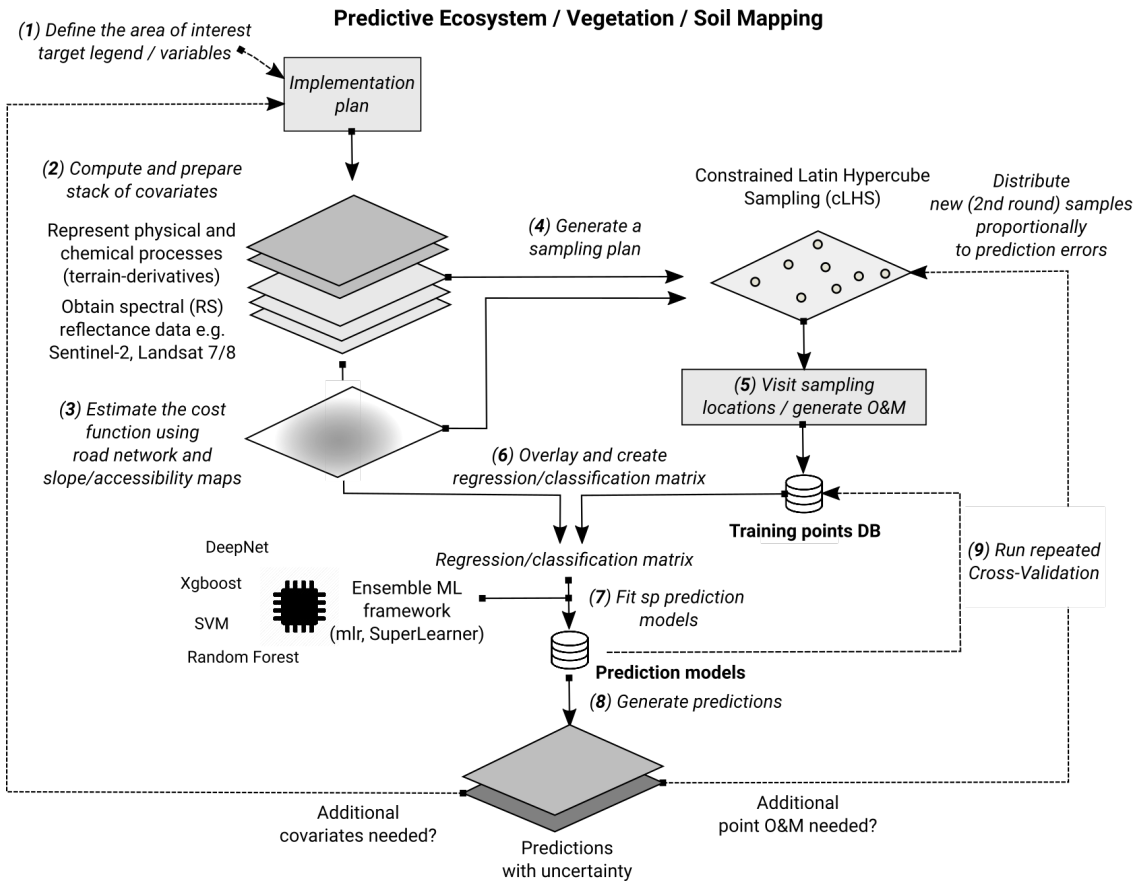 Predictive Ecosystem / Vegetation / Soil Mapping
(1) Define the area of interest
target legend / variables
Implementation
plan
(2) Compute and prepare
stack of covariates
Represent physical and
chemical processes
(terrain-derivatives)
Obtain spectral (RS)
reflectance data e.g.
Sentinel-2, Landsat 7/8
(3) Estimate the cost
function using
road network and
slope/accessibility maps
(4) Generate a
sampling plan
Constrained Latin Hypercube
Sampling (cLHS)
Distribute
new (2nd round) samples
proportionally
to prediction errors
(5) Visit sampling
locations / generate O&M
(6) Overlay and create
regression/classification matrix
Training points DB
Regression/classification matrix
(9) Run repeated
Cross-Validation
DeepNet
Xgboost
SVM
Random Forest
Ensemble ML
framework
(mlr, SuperLearner)
(7) Fit sp prediction
models
Prediction models
(8) Generate predictions
Additional
covariates needed?
Additional
point O&M needed?
Predictions
with uncertainty